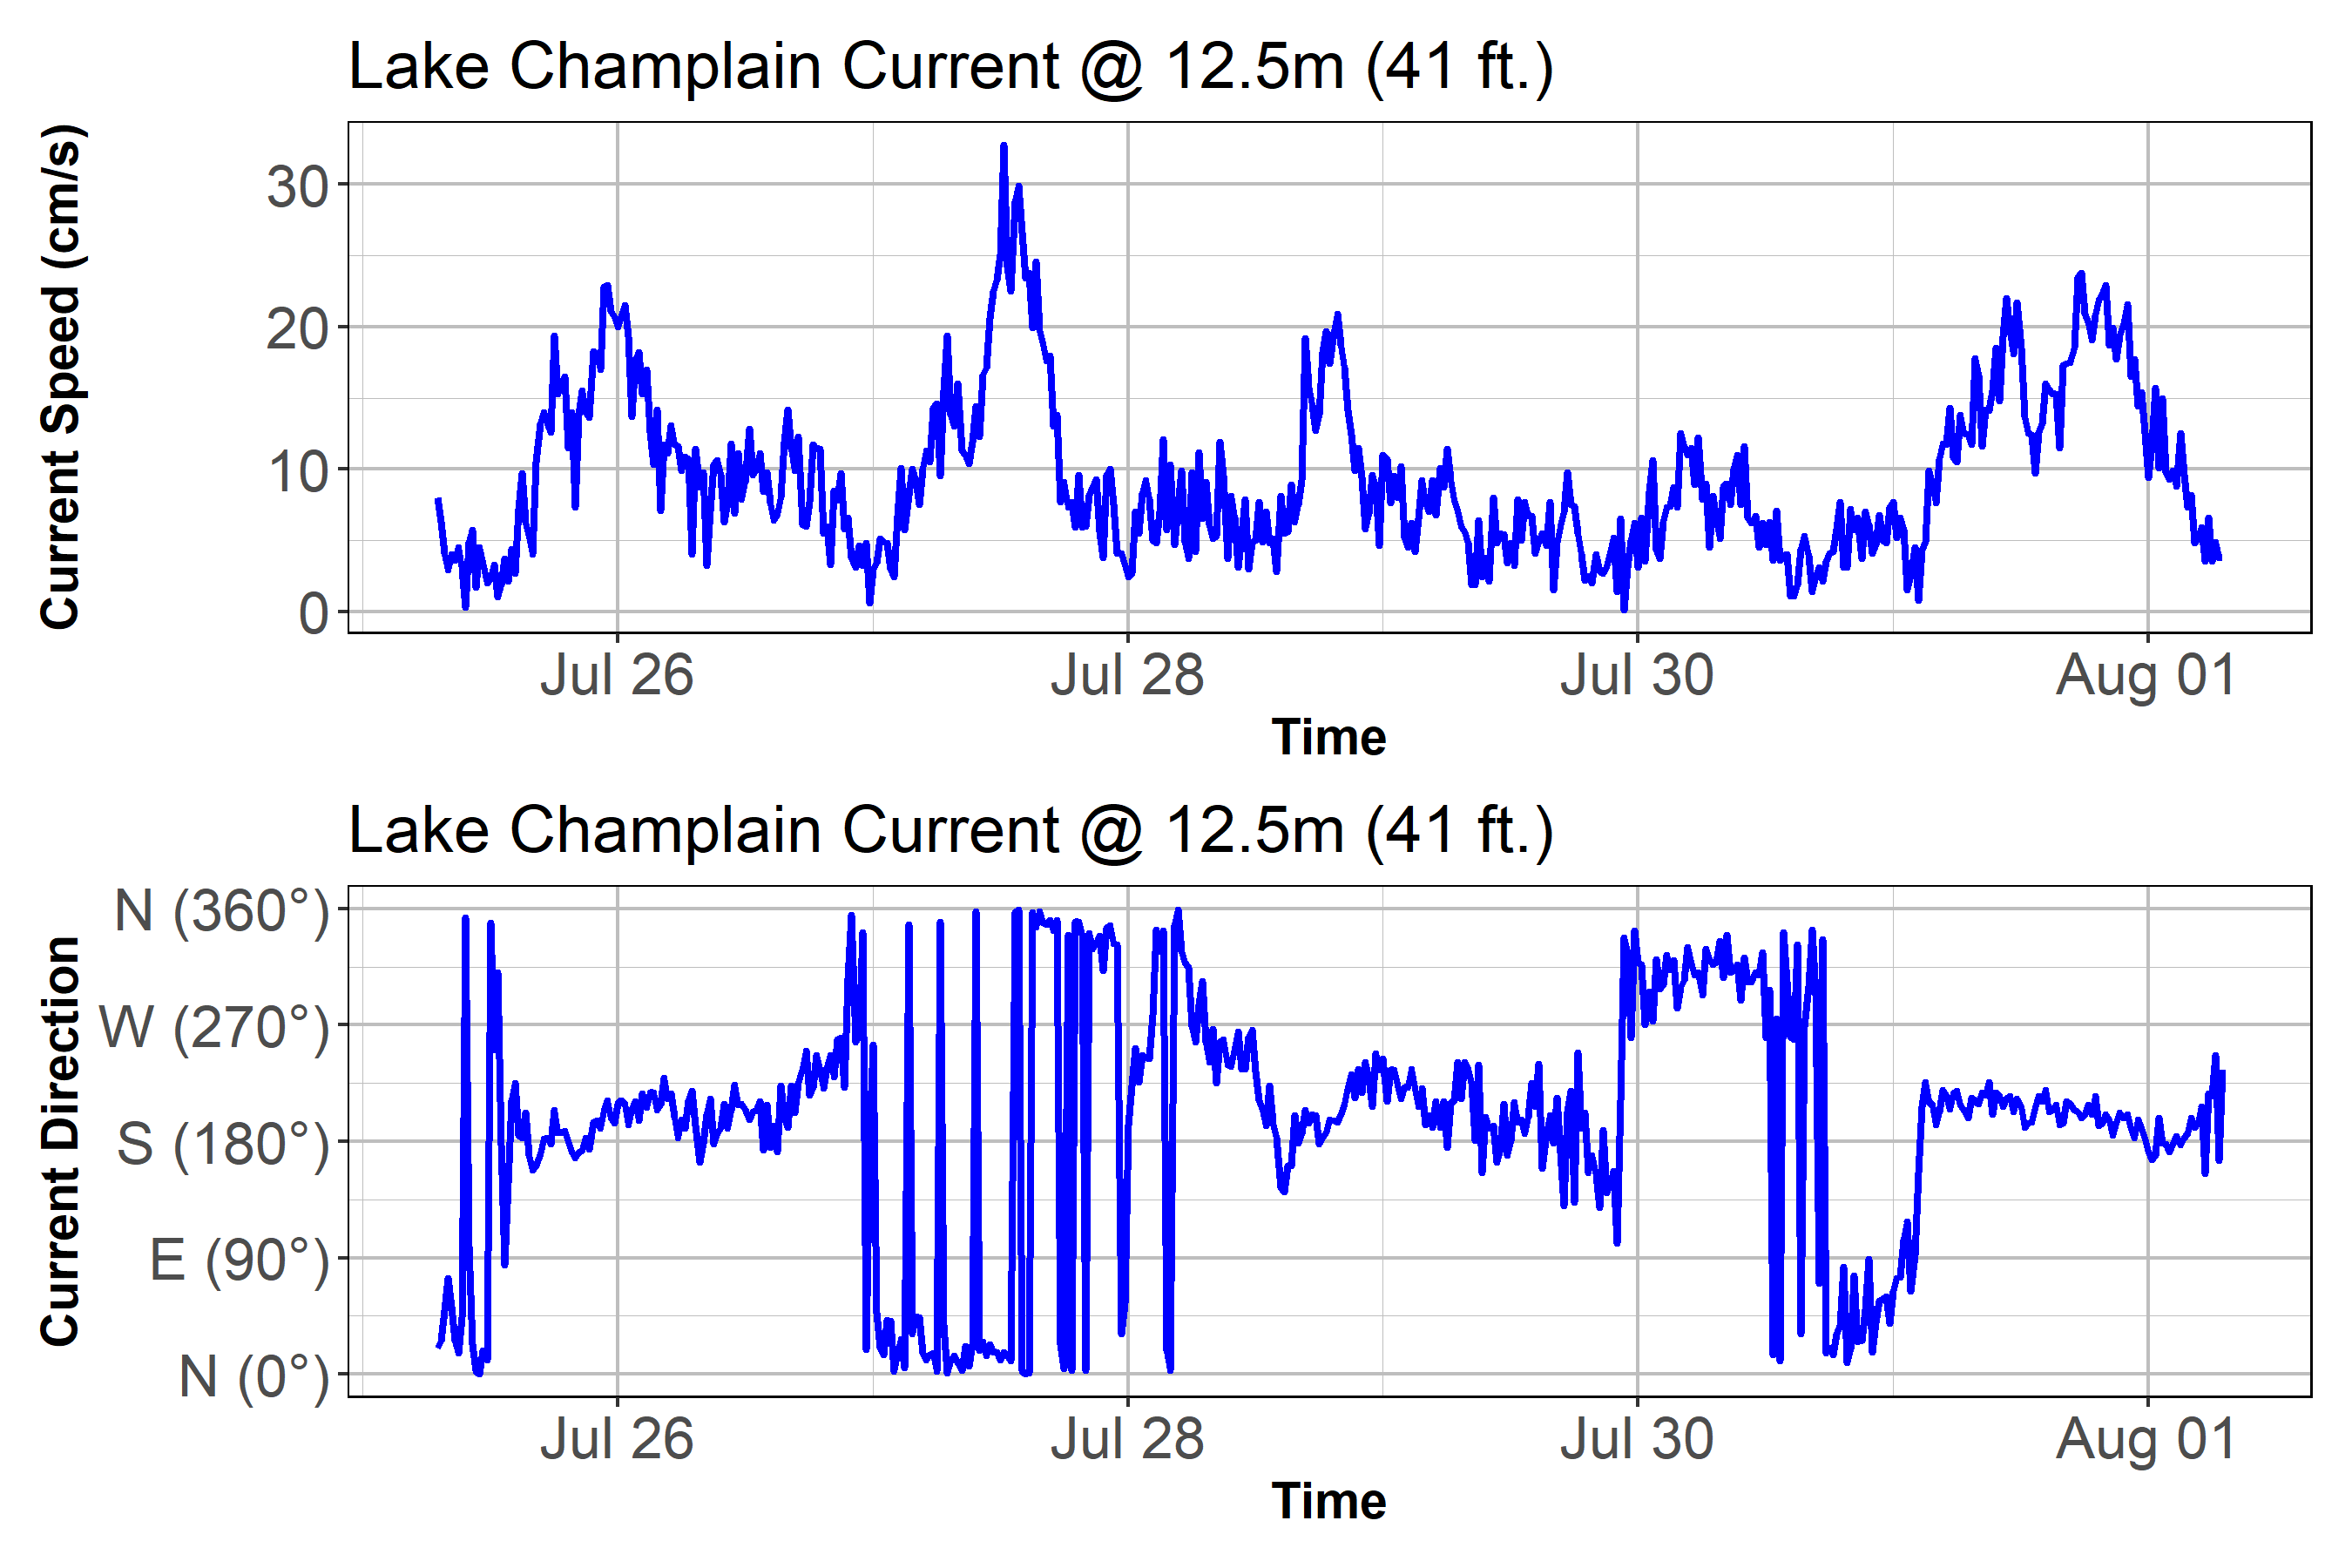 Lake Champlain Current @ 12.5m (41 ft.)
Current Speed (cm/s)
30
20
10
0
Jul 26 Jul 28 Jul 30 Aug 01
Time
Lake Champlain Current @ 12.5m (41 ft.)
Current Direction
N (360°)
W (270°)
S (180°)
E (90°)
N (0°)
Jul 26 Jul 28 Jul 30 Aug 01
Time